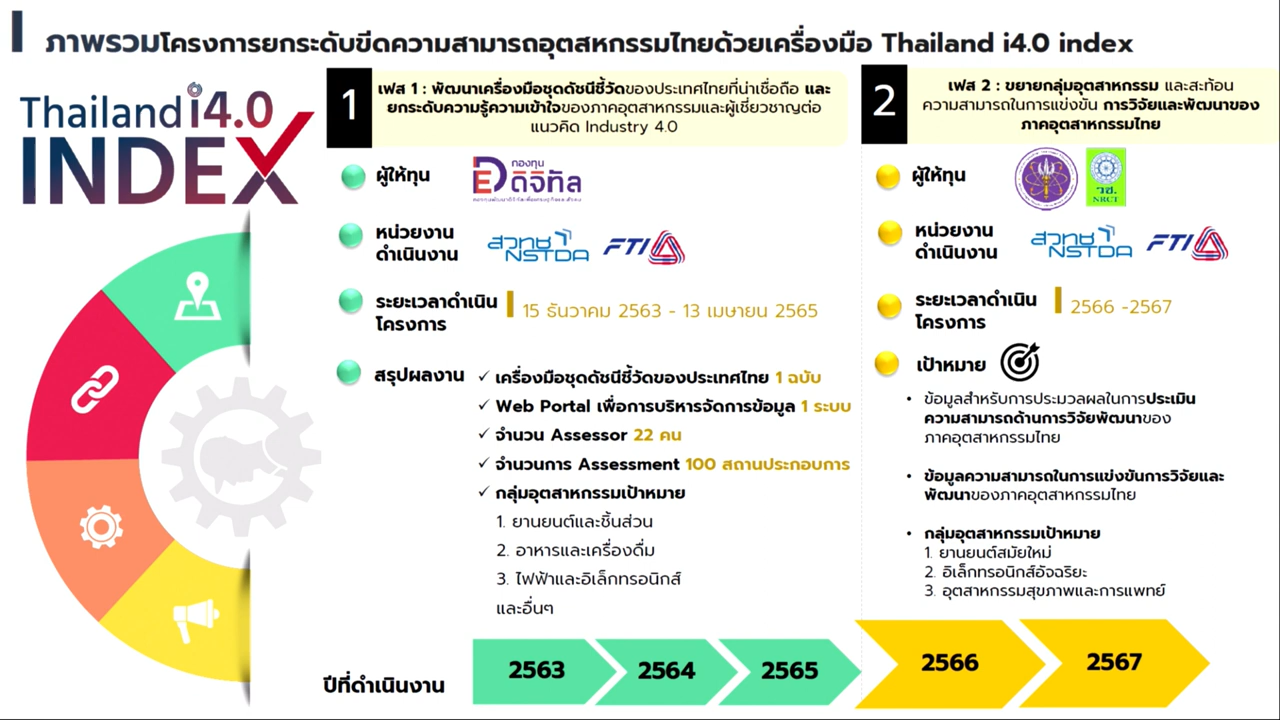 ภาพรวมโครงการยกระดับขีดความสามารถอุตสหกรรมไทยด้วยเครื่องมือ Thailand i4.0 index
Thailand i4.0
INDEX
1
เฟส 1 : พัฒนาเครื่องมือชุดดัชนีชี้วัดของประเทศไทยที่น่าเชื่อถือ และ
ยกระดับความรู้ความเข้าใจของภาคอุตสาหกรรมและผู้เชี่ยวชาญต่อ
แนวคิด Industry 4.0
ผู้ให้ทุน
กองทุน
DE ดิจิทัล
หน่วยงาน
ดำเนินงาน
สวทช
NSTDA
FTI
ระยะเวลาดำเนิน
โครงการ
15 ธันวาคม 2563 - 13 เมษายน 2565
สรุปผลงาน
✓ เครื่องมือชุดดัชนีชี้วัดของประเทศไทย 1 ฉบับ
✓ Web Portal เพื่อการบริหารจัดการข้อมูล 1 ระบบ
✓ จำนวน Assessor 22 คน
✓ จำนวนการ Assessment 100 สถานประกอบการ
✓ กลุ่มอุตสาหกรรมเป้าหมาย
1. ยานยนต์และชิ้นส่วน
2. อาหารและเครื่องดื่ม
3. ไฟฟ้าและอิเล็กทรอนิกส์
และอื่นๆ
2
เฟส 2 : ขยายกลุ่มอุตสาหกรรม และสะท้อน
ความสามารถในการแข่งขัน การวิจัยและพัฒนาของ
ภาคอุตสาหกรรมไทย
ผู้ให้ทุน
วช.
NRCT
หน่วยงาน
ดำเนินงาน
สวทช
NSTDA
FTI
ระยะเวลาดำเนิน
โครงการ
2566 -2567
เป้าหมาย
• ข้อมูลสำหรับการประมวลผลในการประเมิน
ความสามารถด้านการวิจัยพัฒนาของ
ภาคอุตสาหกรรมไทย
• ข้อมูลความสามารถในการแข่งขันการวิจัยและ
พัฒนาของภาคอุตสาหกรรมไทย
• กลุ่มอุตสาหกรรมเป้าหมาย
1. ยานยนต์สมัยใหม่
2. อิเล็กทรอนิกส์อัจฉริยะ
3. อุตสาหกรรมสุขภาพและการแพทย์
ปีที่ดำเนินงาน
2563
2564
2565
2566
2567